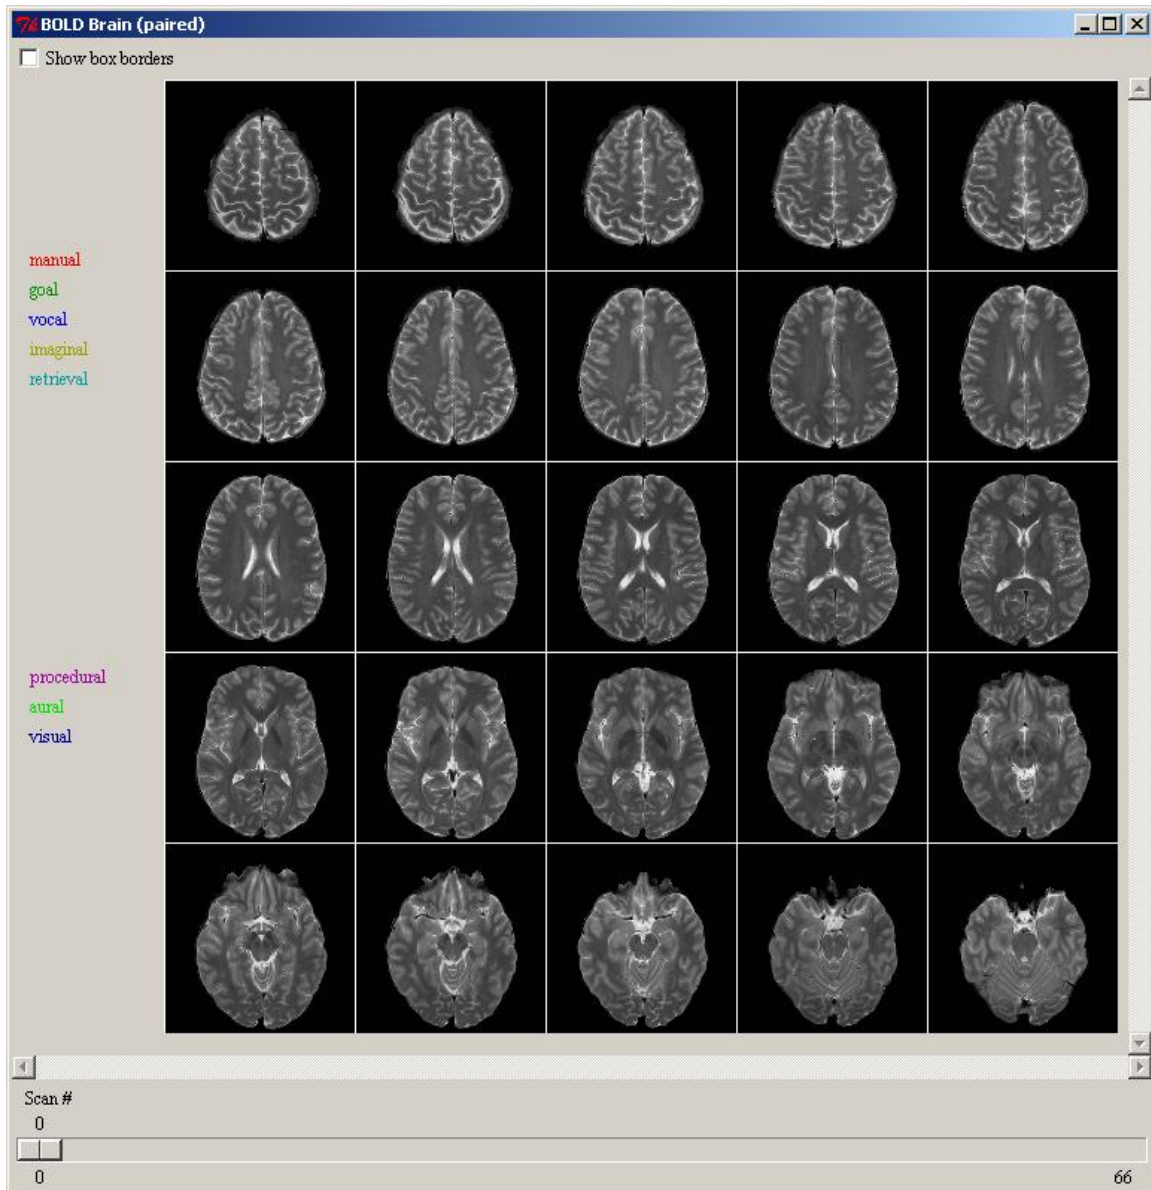 BOLD Brain (paired)
Show box borders
manual
goal
vocal
imaginal
retrieval
procedural
aural
visual
Scan #
0
0
66